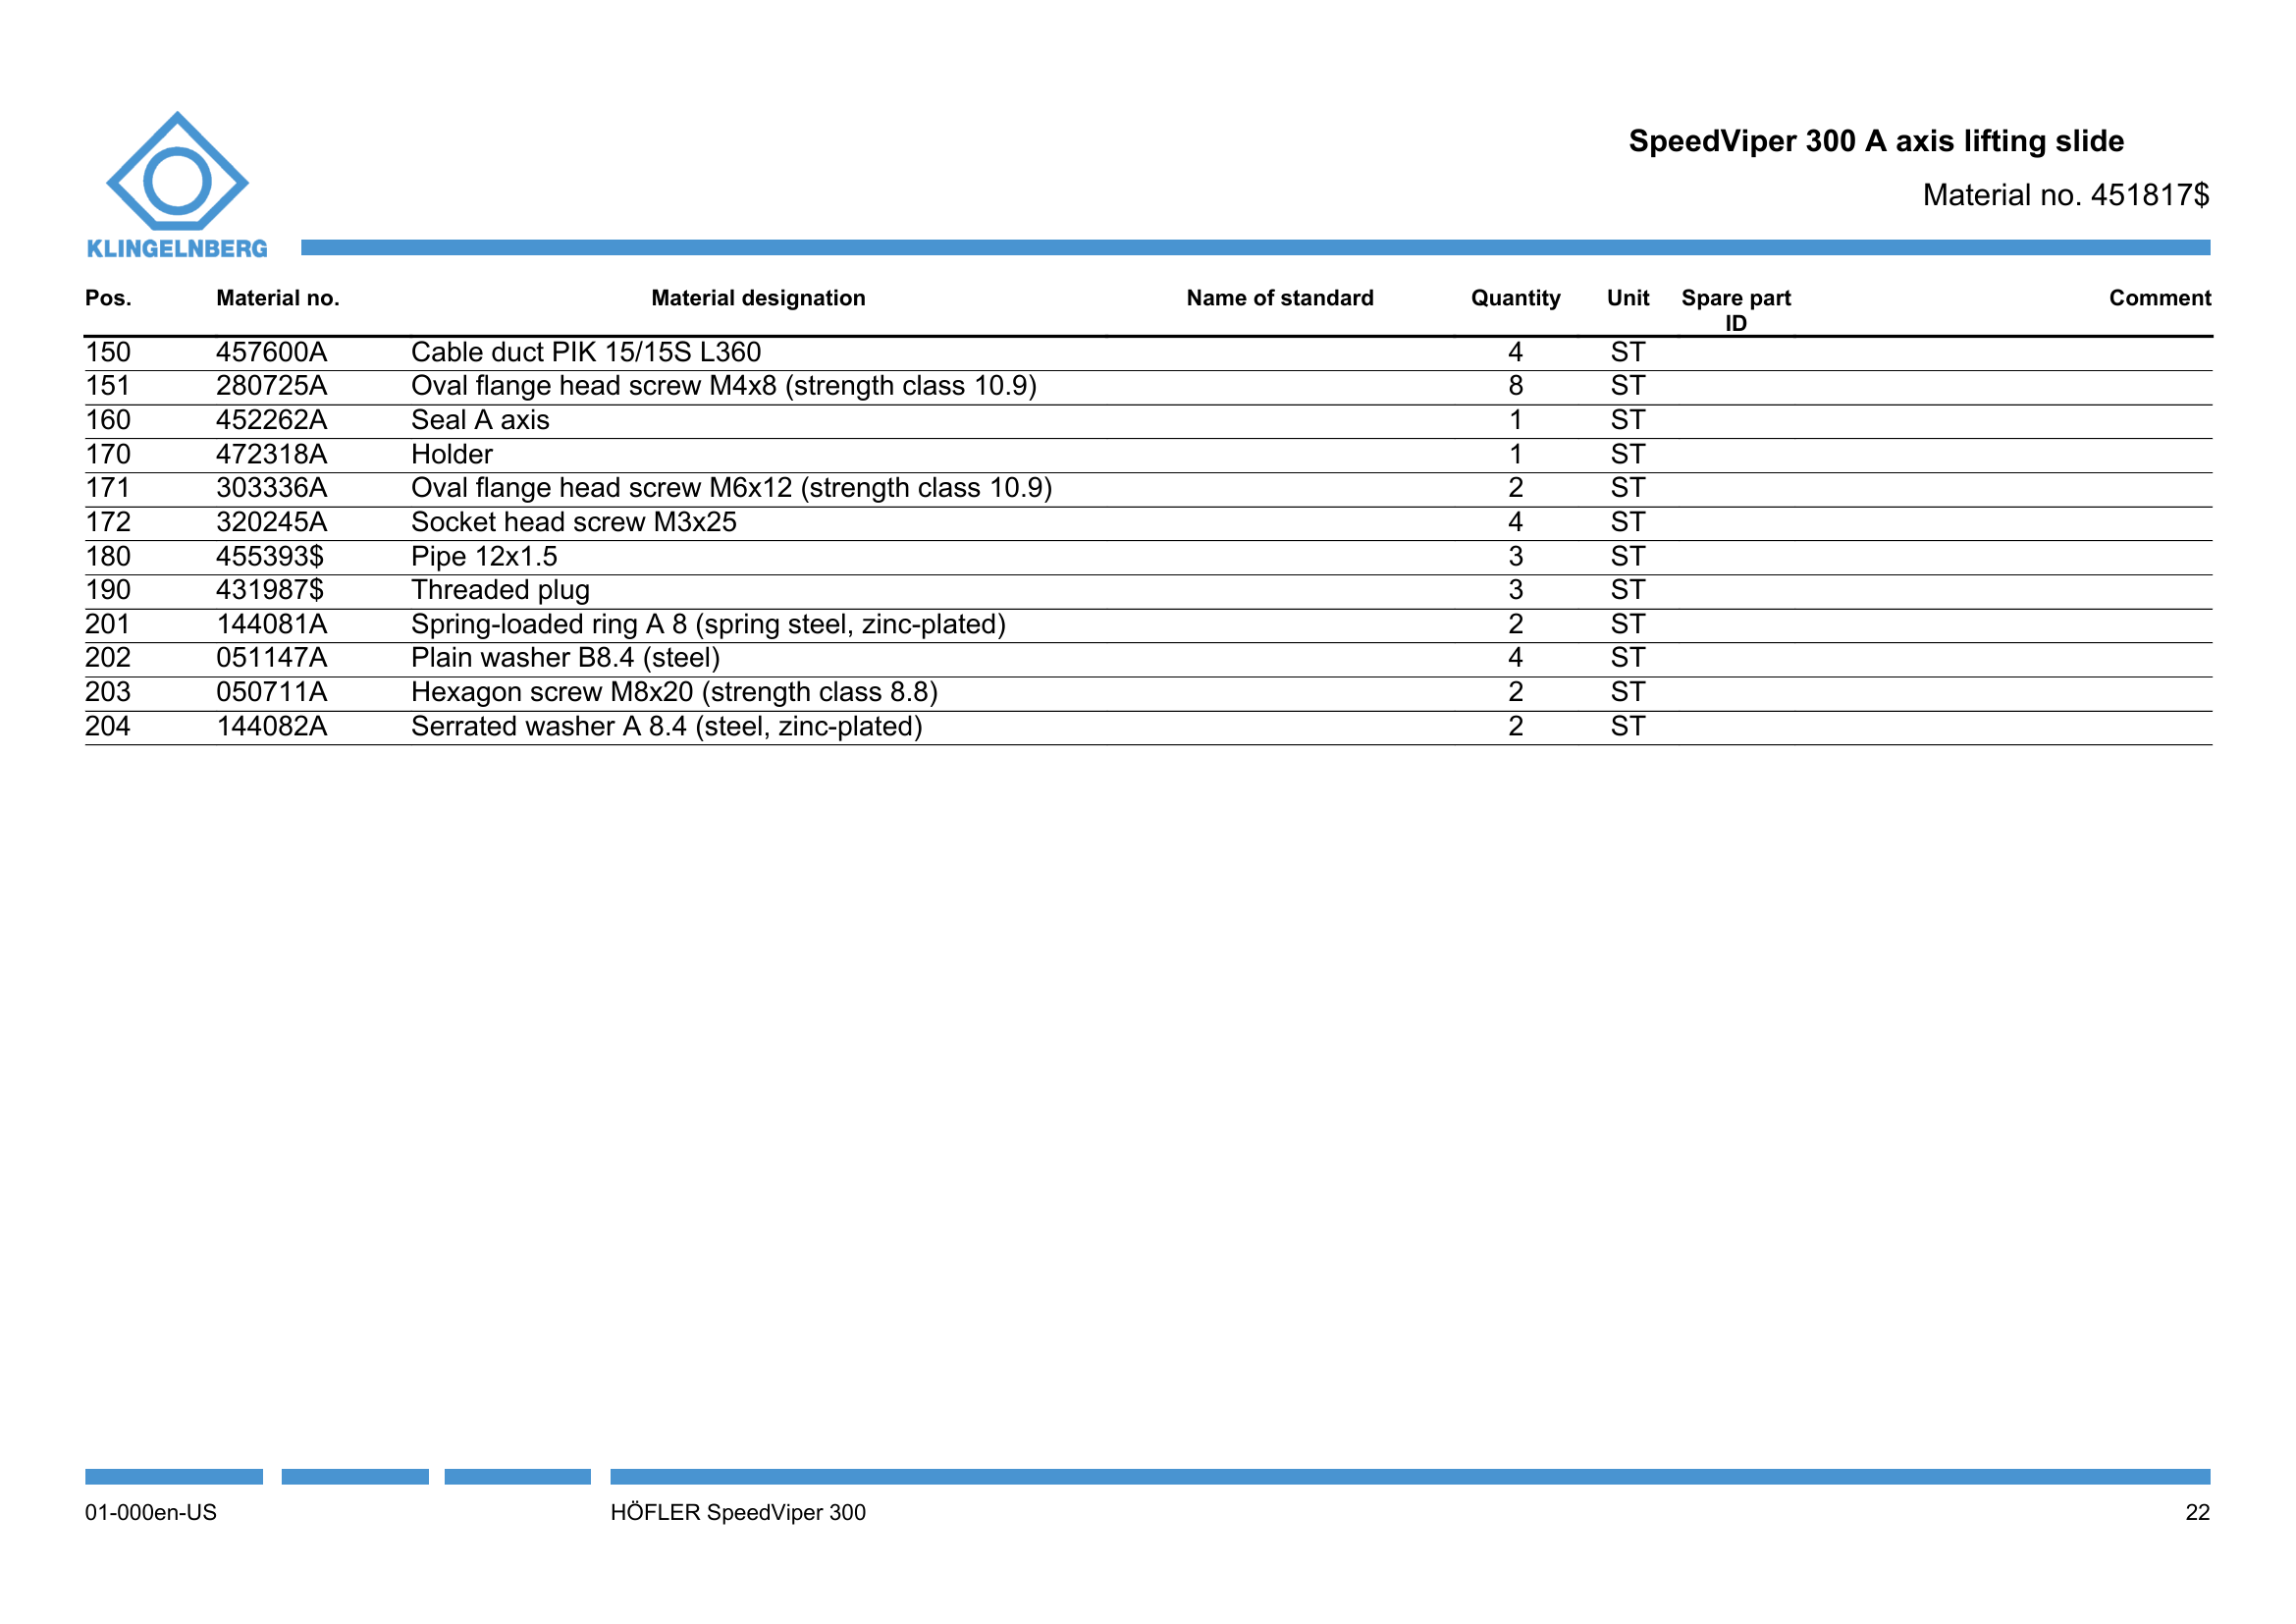 KLINGELNBERG
SpeedViper 300 A axis lifting slide
Material no. 451817$
Pos. Material no. Material designation Name of standard Quantity Unit Spare part ID Comment
150 457600A Cable duct PIK 15/15S L360 4 ST
151 280725A Oval flange head screw M4x8 (strength class 10.9) 8 ST
160 452262A Seal A axis 1 ST
170 472318A Holder 1 ST
171 303336A Oval flange head screw M6x12 (strength class 10.9) 2 ST
172 320245A Socket head screw M3x25 4 ST
180 455393$ Pipe 12x1.5 3 ST
190 431987$ Threaded plug 3 ST
201 144081A Spring-loaded ring A 8 (spring steel, zinc-plated) 2 ST
202 051147A Plain washer B8.4 (steel) 4 ST
203 050711A Hexagon screw M8x20 (strength class 8.8) 2 ST
204 144082A Serrated washer A 8.4 (steel, zinc-plated) 2 ST
01-000en-US HÖFLER SpeedViper 300 22